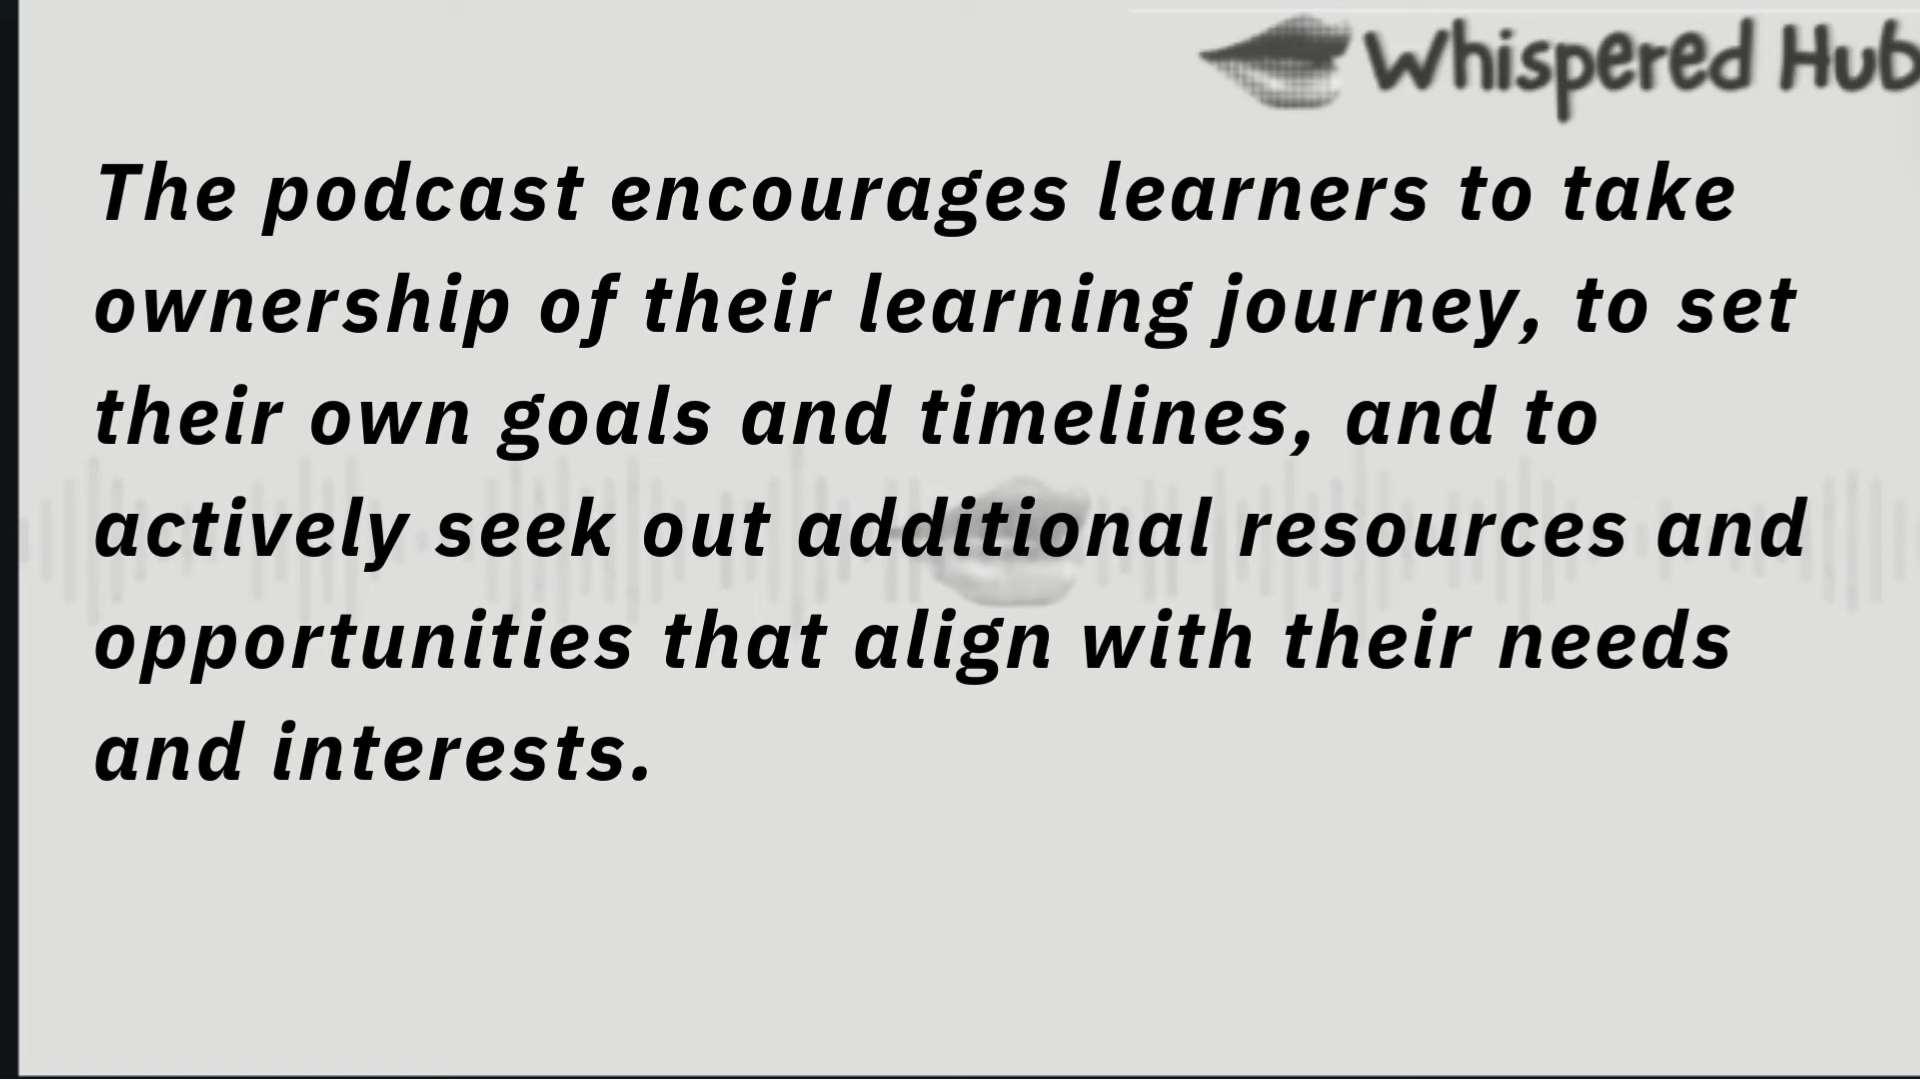 Whispered Hub
The podcast encourages learners to take
ownership of their learning journey, to set
their own goals and timelines, and to
actively seek out additional resources and
opportunities that align with their needs
and interests.